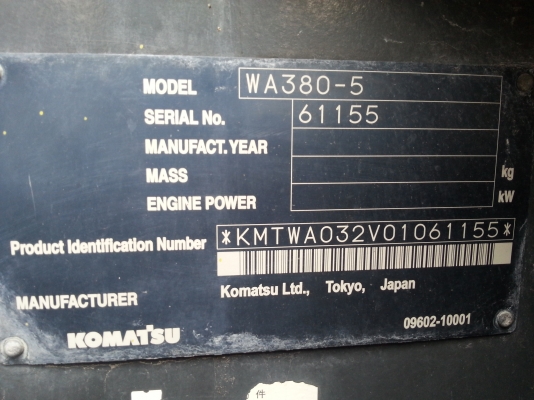 MODEL WA380-5
SERIAL No. 61155
MANUFACT. YEAR
MASS kg
ENGINE POWER kW
Product Identification Number *KMTWA032V01061155*
MANUFACTURER Komatsu Ltd., Tokyo, Japan
KOMATSU 09602-10001
件